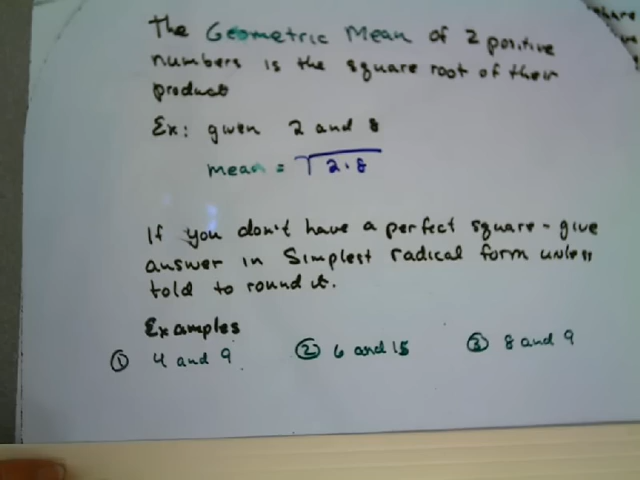 The Geometric Mean of 2 positive
numbers is the square root of their
product
Ex: given 2 and 8
mean = √2·8
If you don't have a perfect square - give
answer in Simplest radical form unless
told to round it.
Examples
① 4 and 9 ② 6 and 15 ③ 8 and 9